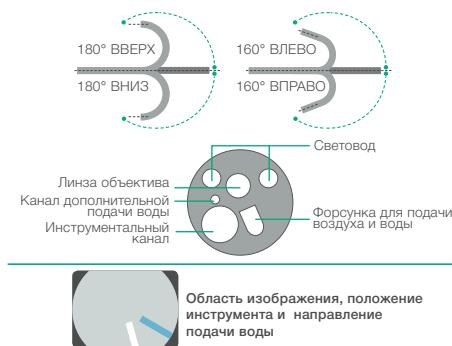 180° ВВЕРХ
180° ВНИЗ
160° ВЛЕВО
160° ВПРАВО
Световод
Линза объектива
Канал дополнительной
подачи воды
Инструментальный
канал
Форсунка для подачи
воздуха и воды
Область изображения, положение
инструмента и направление
подачи воды